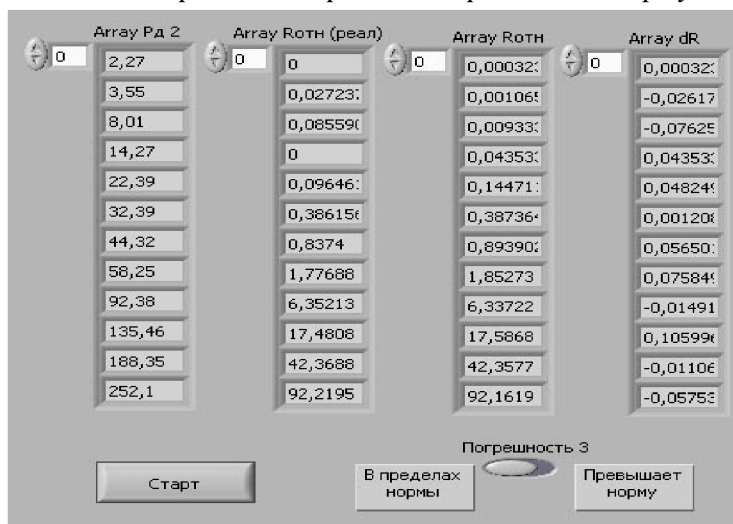 Array Рд 2 Array Rотн (реал) Array Rотн Array dR
0 2,27 0 0 0 0,00032 0 0,00032
3,55 0,02723 0,00106 -0,02617
8,01 0,08559 0,00933 -0,07625
14,27 0 0,04353 0,04353
22,39 0,09646 0,14471 0,04824
32,39 0,38615 0,38736 0,00120
44,32 0,8374 0,89390 0,05650
58,25 1,77688 1,85273 0,07584
92,38 6,35213 6,33722 -0,01491
135,46 17,4808 17,5868 0,10599
188,35 42,3688 42,3577 -0,01106
252,1 92,2195 92,1619 -0,05753
Погрешность 3
Старт В пределах нормы Превышает норму